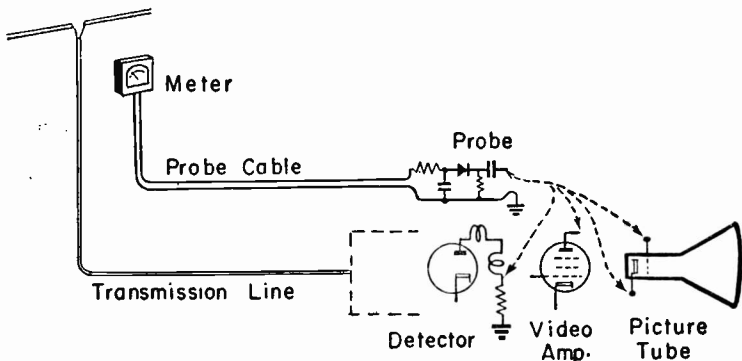 Meter
Probe
Probe Cable
Transmission Line
Detector
Video
Amp.
Picture
Tube